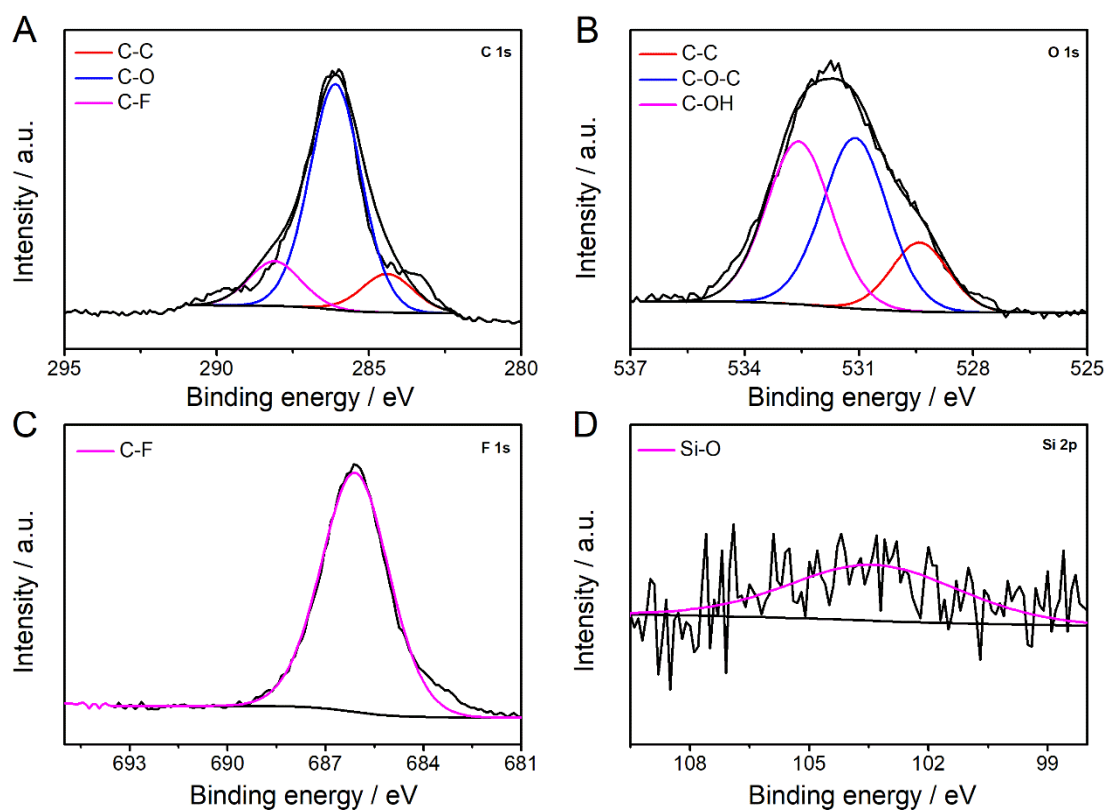 A
C 1s
C-C
C-O
C-F
Intensity / a.u.
295 290 285 280
Binding energy / eV
B
O 1s
C-C
C-O-C
C-OH
Intensity / a.u.
537 534 531 528 525
Binding energy / eV
C
F 1s
C-F
Intensity / a.u.
693 690 687 684 681
Binding energy / eV
D
Si 2p
Si-O
Intensity / a.u.
108 105 102 99
Binding energy / eV